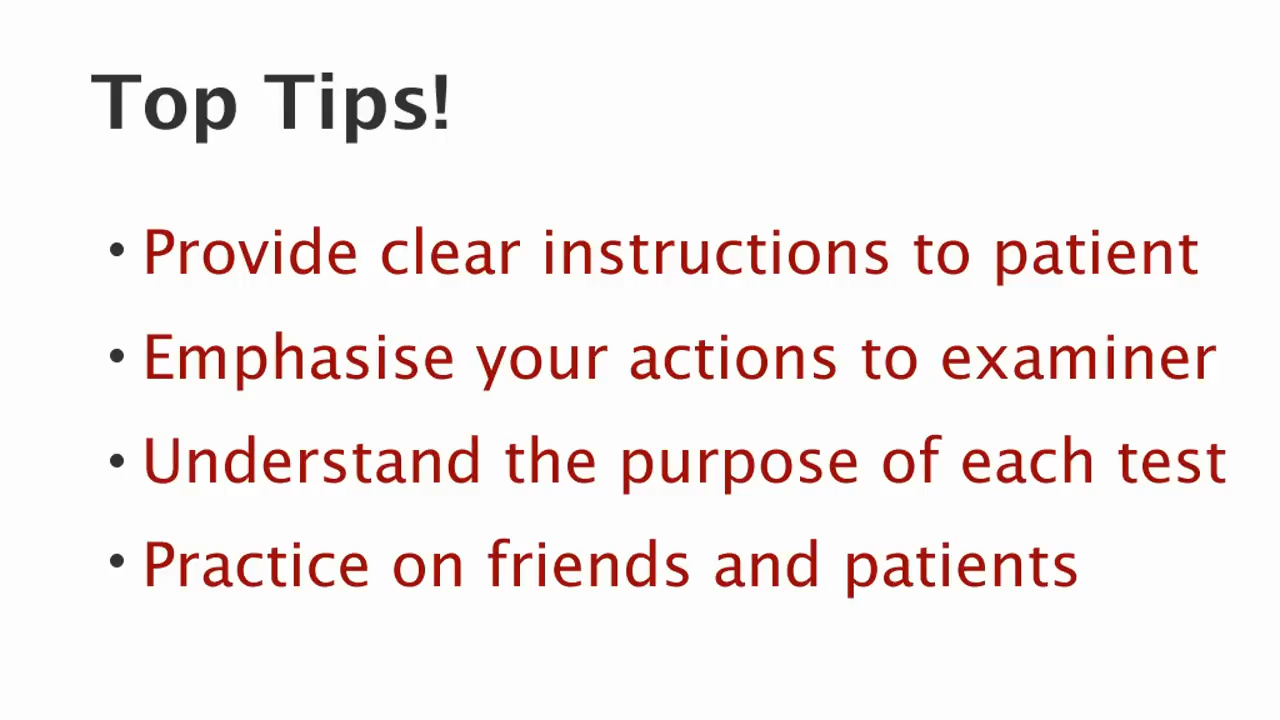 Top Tips!
• Provide clear instructions to patient
• Emphasise your actions to examiner
• Understand the purpose of each test
• Practice on friends and patients